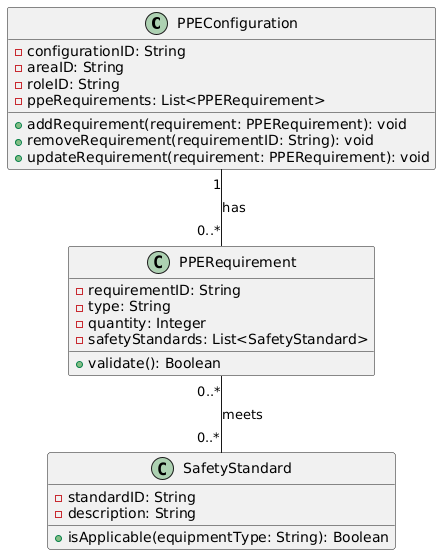 C PPEConfiguration
configurationID: String
areaID: String
roleID: String
ppeRequirements: List<PPERequirement>
addRequirement(requirement: PPERequirement): void
removeRequirement(requirementID: String): void
updateRequirement(requirement: PPERequirement): void
1
has
0..*
C PPERequirement
requirementID: String
type: String
quantity: Integer
safetyStandards: List<SafetyStandard>
validate(): Boolean
0..*
meets
0..*
C SafetyStandard
standardID: String
description: String
isApplicable(equipmentType: String): Boolean